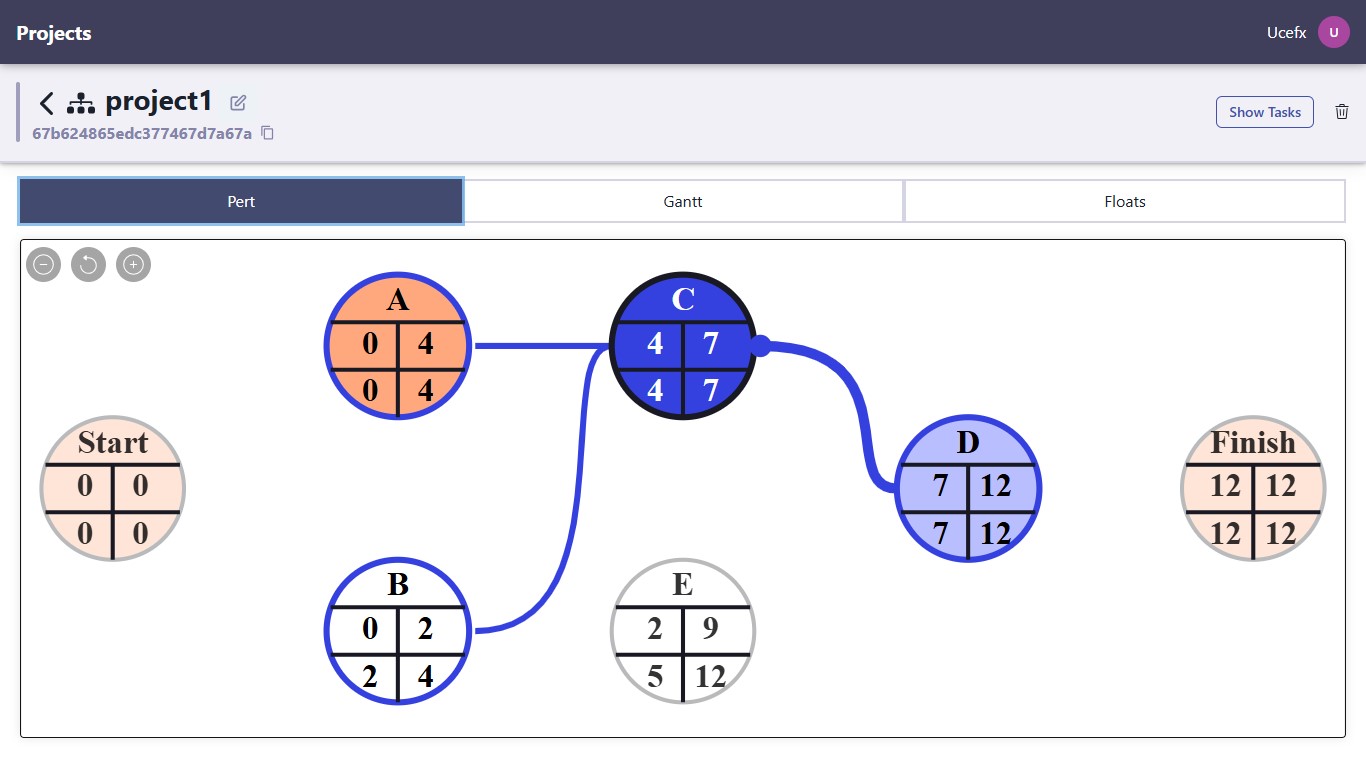 Projects
Ucefx
U
project1
67b624865edc377467d7a67a
Show Tasks
Pert
Gantt
Floats
A
0 4
0 4
C
4 7
4 7
Start
0 0
0 0
D
7 12
7 12
Finish
12 12
12 12
B
0 2
2 4
E
2 9
5 12